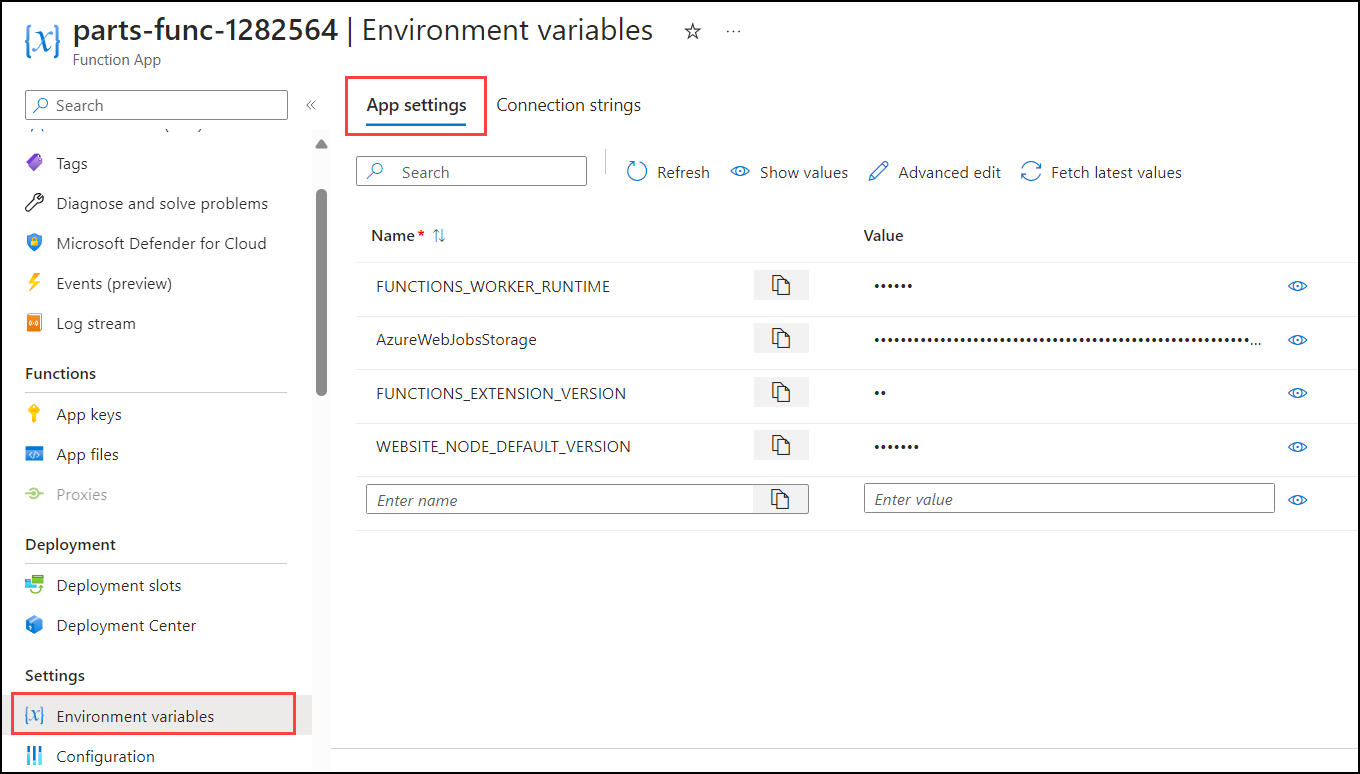 parts-func-1282564 | Environment variables
Function App
Search
Tags
Diagnose and solve problems
Microsoft Defender for Cloud
Events (preview)
Log stream
Functions
App keys
App files
Proxies
Deployment
Deployment slots
Deployment Center
Settings
Environment variables
Configuration
App settings Connection strings
Search Refresh Show values Advanced edit Fetch latest values
Name * Value
FUNCTIONS_WORKER_RUNTIME ••••••
AzureWebJobsStorage •••••••••••••••••••••••••••••••••••••••••••••••••••••••••...
FUNCTIONS_EXTENSION_VERSION ••
WEBSITE_NODE_DEFAULT_VERSION •••••••
Enter name Enter value